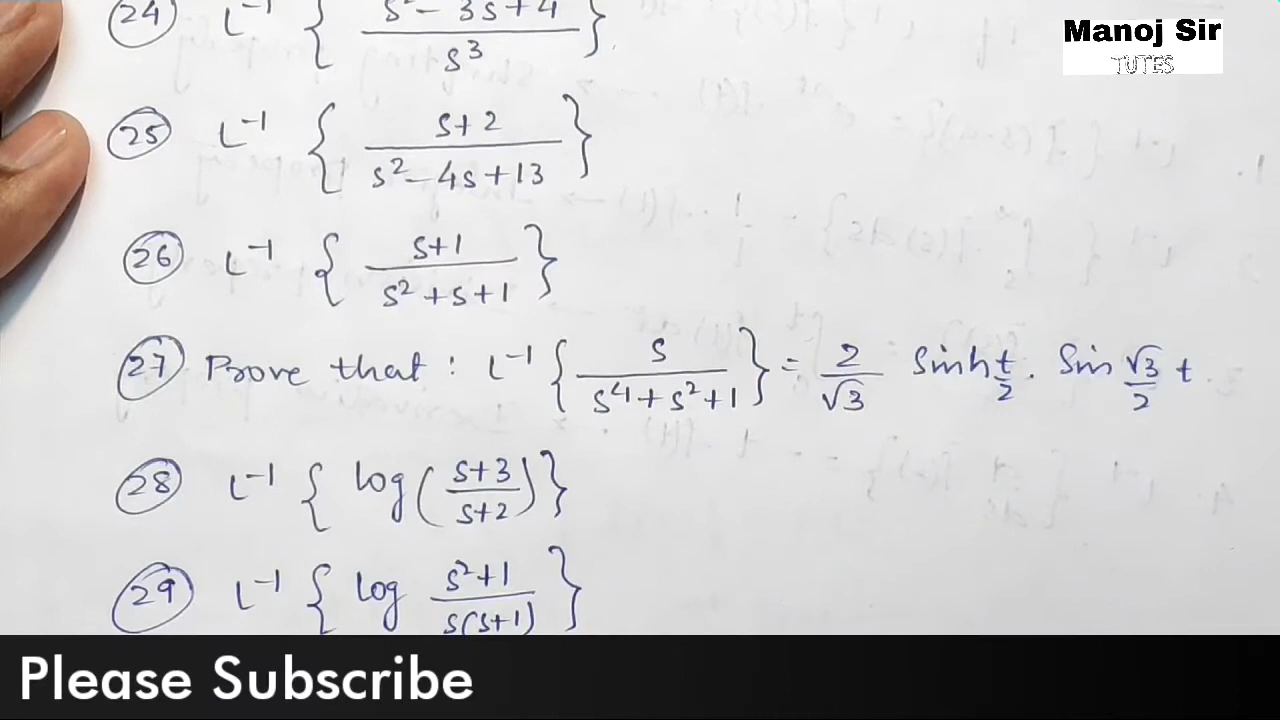 Manoj Sir
TUTES
(24) L⁻¹ { s² - 3s + 4 / s³ }
(25) L⁻¹ { s+2 / s² - 4s + 13 }
(26) L⁻¹ { s+1 / s² + s + 1 }
(27) Prove that : L⁻¹ { s / s⁴ + s² + 1 } = 2/√3 Sinh t/2 . Sin √3/2 t
(28) L⁻¹ { log ( s+3 / s+2 ) }
(29) L⁻¹ { log s²+1 / s(s+1) }
Please Subscribe